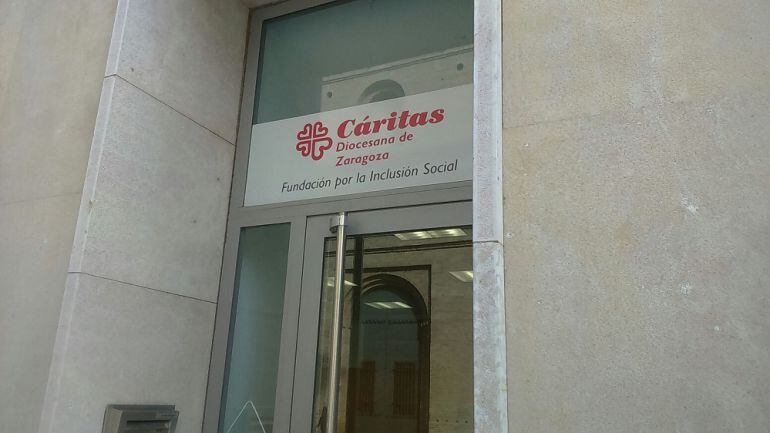 Cáritas
Diocesana de
Zaragoza
Fundación por la Inclusión Social